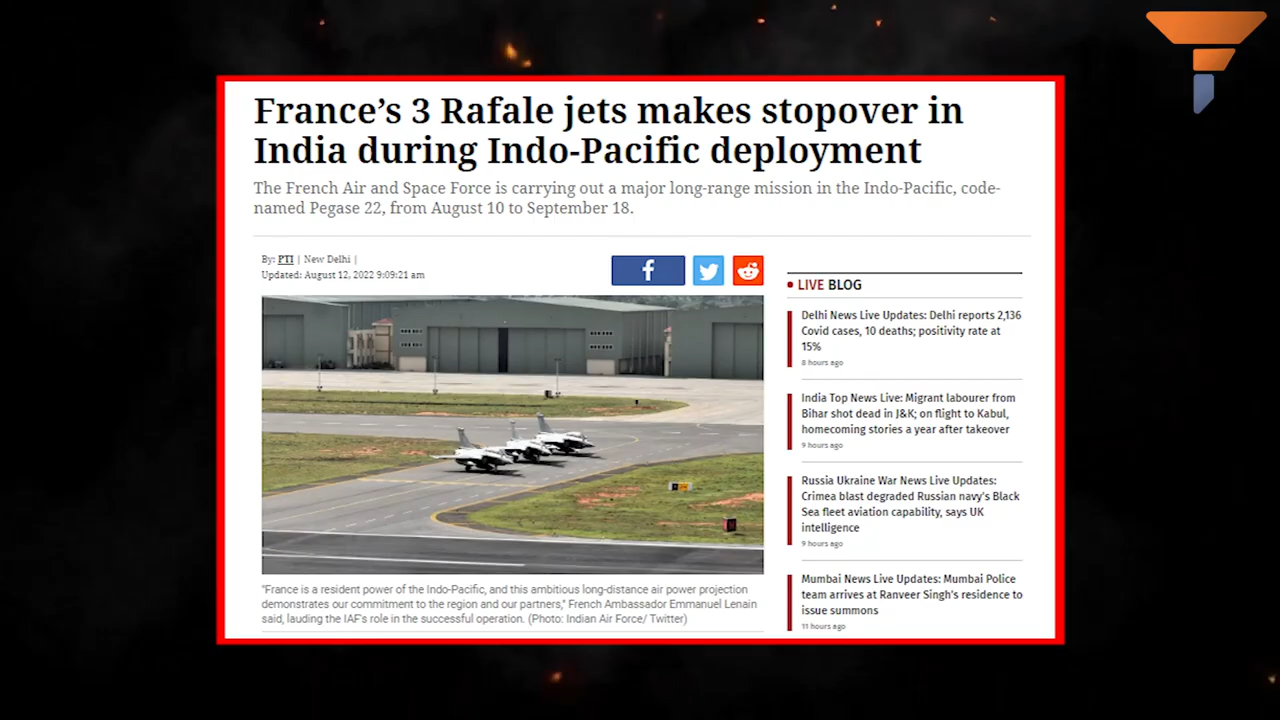 France's 3 Rafale jets makes stopover in
India during Indo-Pacific deployment
The French Air and Space Force is carrying out a major long-range mission in the Indo-Pacific, code-
named Pegase 22, from August 10 to September 18.
By: PTI | New Delhi |
Updated: August 12, 2022 9:09:21 am
"France is a resident power of the Indo-Pacific, and this ambitious long-distance air power projection
demonstrates our commitment to the region and our partners," French Ambassador Emmanuel Lenain
said, lauding the IAF's role in the successful operation. (Photo: Indian Air Force/ Twitter)
LIVE BLOG
Delhi News Live Updates: Delhi reports 2,136
Covid cases, 10 deaths; positivity rate at
15%
8 hours ago
India Top News Live: Migrant labourer from
Bihar shot dead in J&K; on flight to Kabul,
homecoming stories a year after takeover
9 hours ago
Russia Ukraine War News Live Updates:
Crimea blast degraded Russian navy's Black
Sea fleet aviation capability, says UK
intelligence
9 hours ago
Mumbai News Live Updates: Mumbai Police
team arrives at Ranveer Singh's residence to
issue summons
11 hours ago